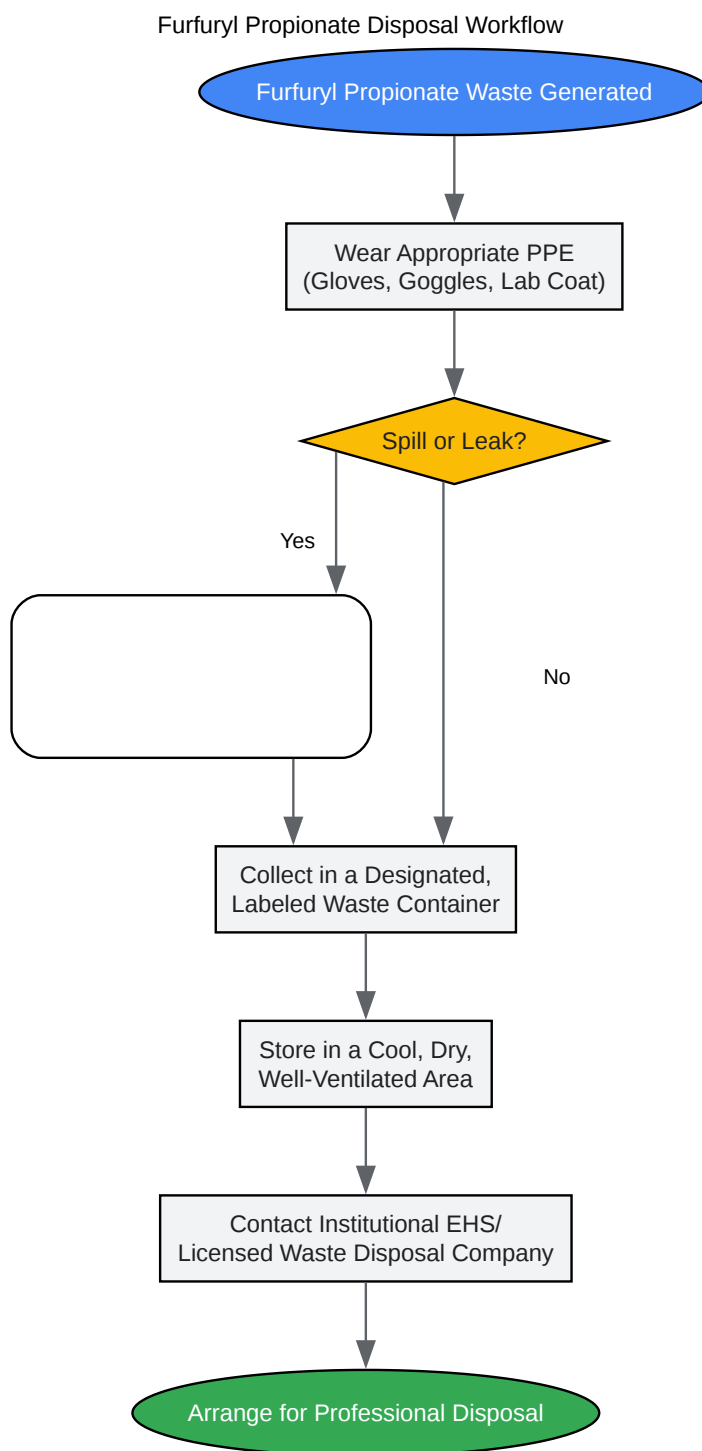 Furfuryl Propionate Disposal Workflow
Furfuryl Propionate Waste Generated
Wear Appropriate PPE
(Gloves, Goggles, Lab Coat)
Spill or Leak?
Yes
No
Collect in a Designated,
Labeled Waste Container
Store in a Cool, Dry,
Well-Ventilated Area
Contact Institutional EHS/
Licensed Waste Disposal Company
Arrange for Professional Disposal